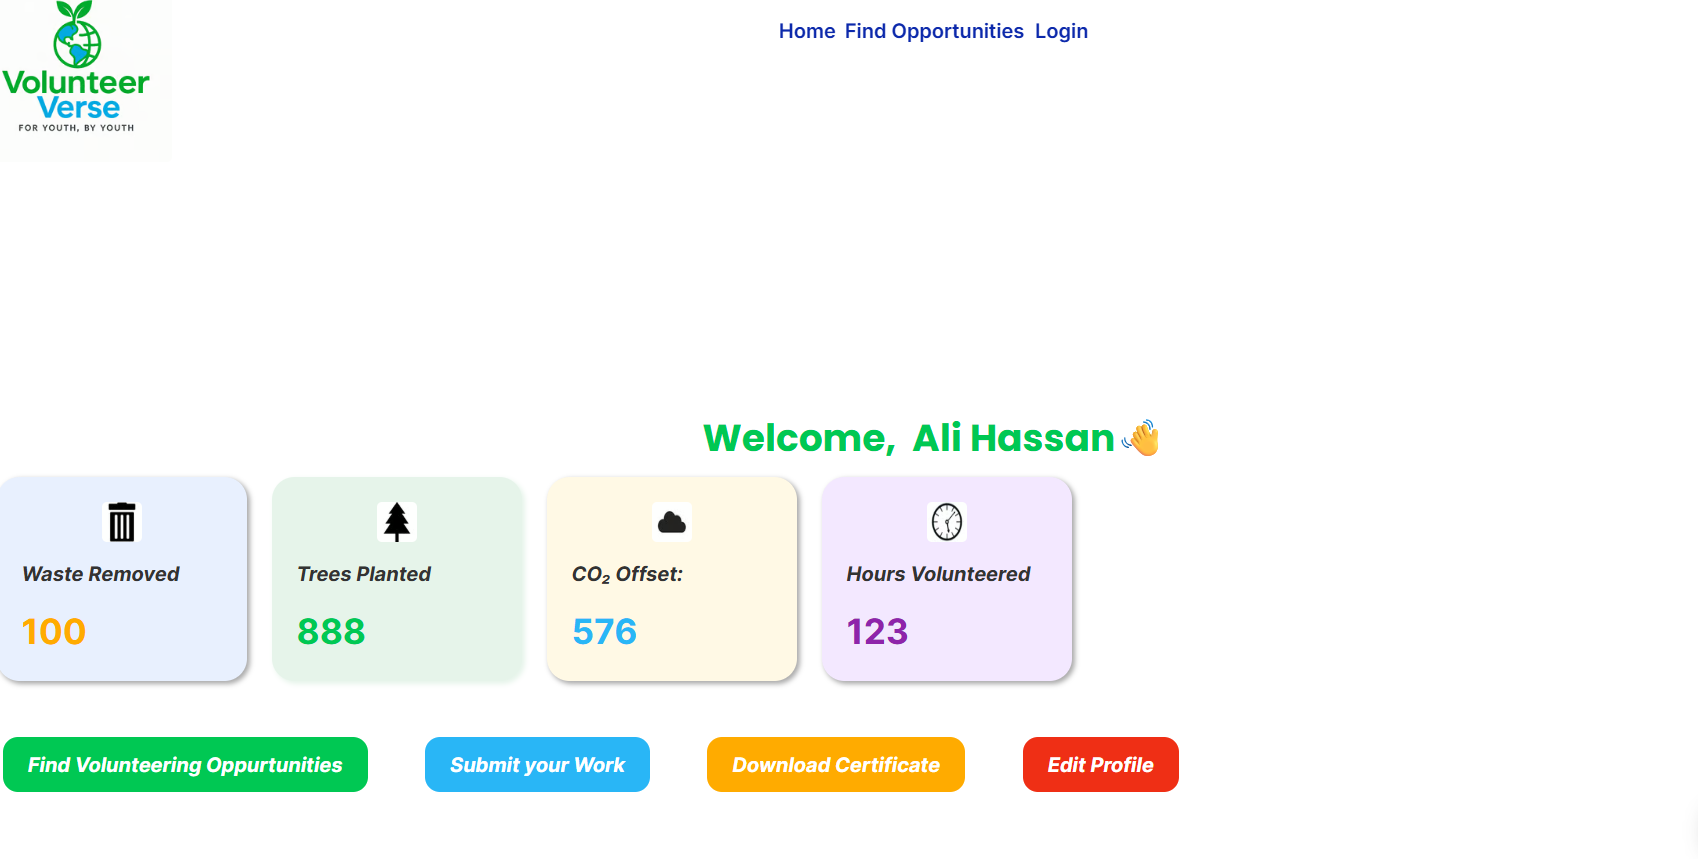 Volunteer
Verse
FOR YOUTH, BY YOUTH
Home Find Opportunities Login
Welcome, Ali Hassan 👋
Waste Removed
100
Trees Planted
888
CO₂ Offset:
576
Hours Volunteered
123
Find Volunteering Oppurtunities
Submit your Work
Download Certificate
Edit Profile